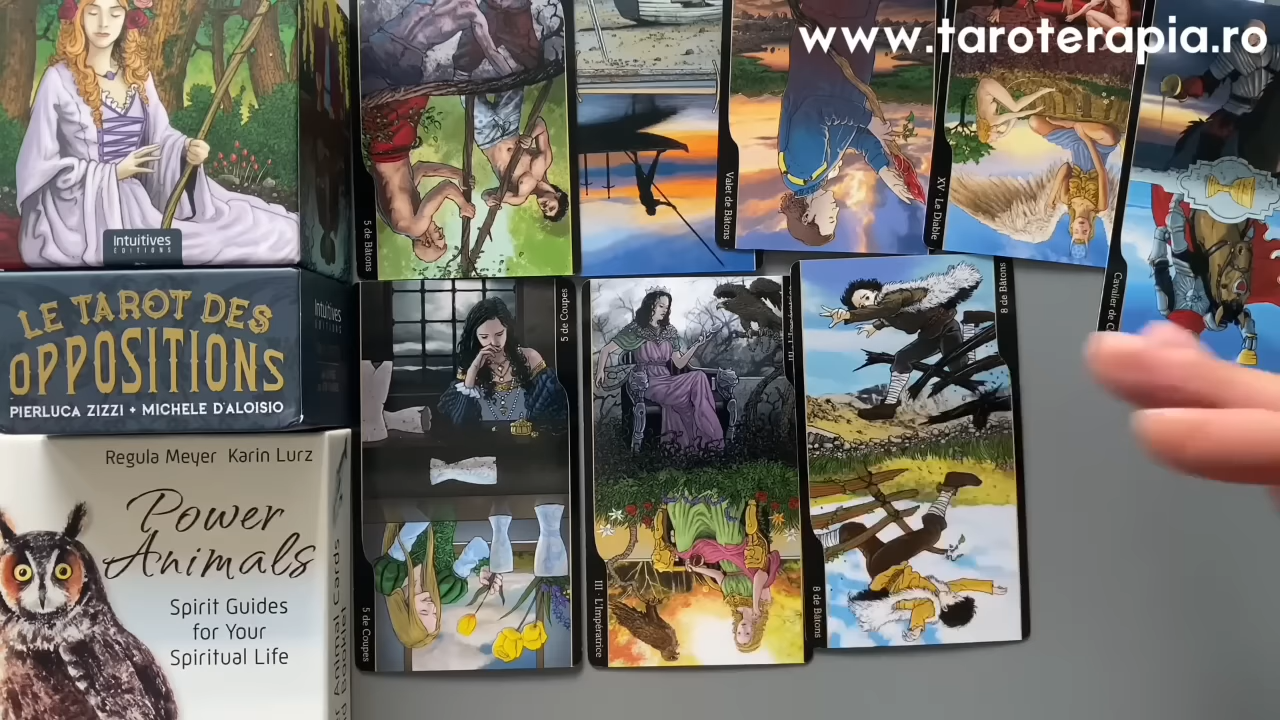 www.taroterapia.ro
Intuitives
EDITIONS
LE TAROT DES
OPPOSITIONS
Intuitives
EDITIONS
PIERLUCA ZIZZI + MICHELE D'ALOISIO
Regula Meyer Karin Lurz
Power
Animals
Spirit Guides
for Your
Spiritual Life
5 de Bâtons
Valet de Bâtons
XV · Le Diable
Cavalier de C
5 de Coupes
5 de Coupes
III · L'Impératrice
8 de Bâtons
8 de Bâtons